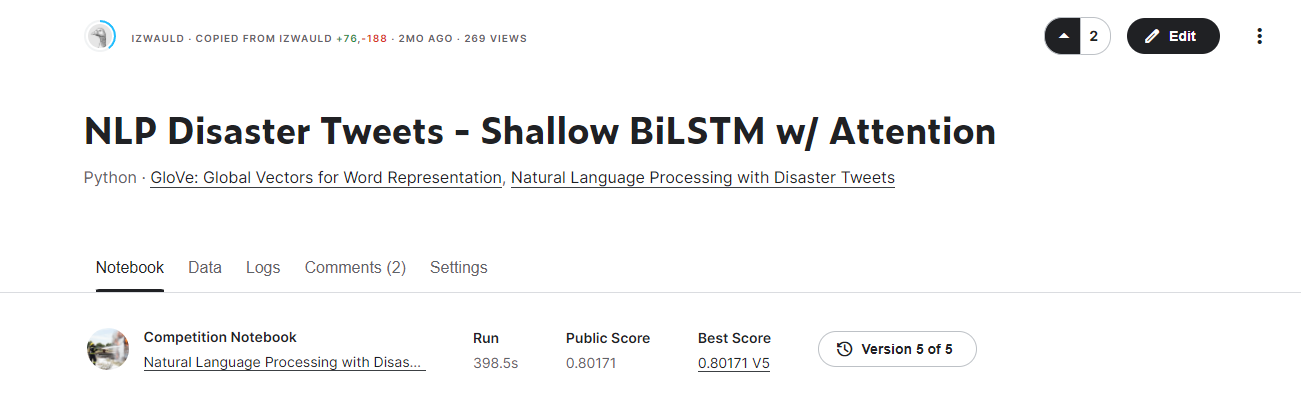 IZWAULD · COPIED FROM IZWAULD +76,-188 · 2MO AGO · 269 VIEWS
2
Edit
NLP Disaster Tweets - Shallow BiLSTM w/ Attention
Python · GloVe: Global Vectors for Word Representation, Natural Language Processing with Disaster Tweets
Notebook Data Logs Comments (2) Settings
Competition Notebook
Natural Language Processing with Disas...
Run
398.5s
Public Score
0.80171
Best Score
0.80171 V5
Version 5 of 5